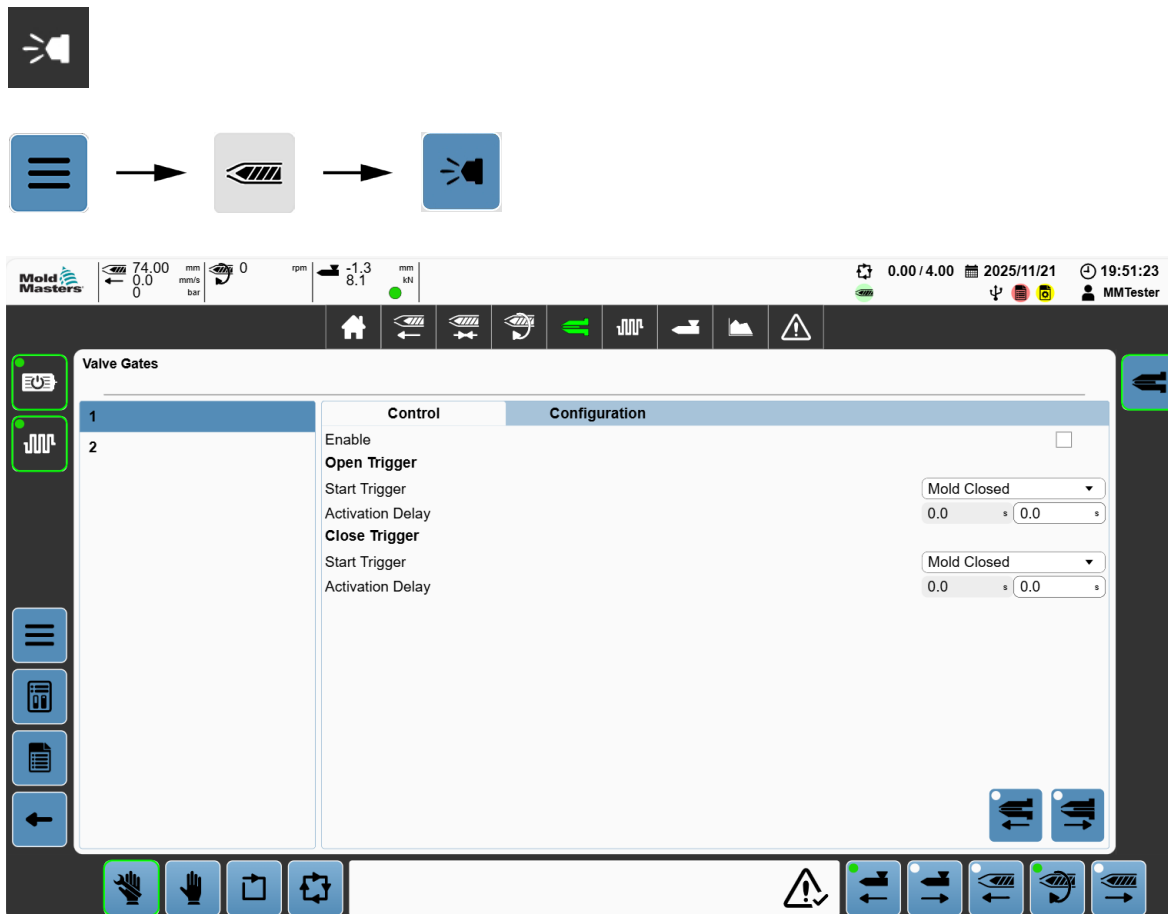 Mold
Masters
74.00 mm
0.0 mm/s
0 bar
0 rpm
-1.3 mm
8.1 kN
0.00 / 4.00 2025/11/21 19:51:23
MMTester
Valve Gates
1
2
Control Configuration
Enable
Open Trigger
Start Trigger Mold Closed
Activation Delay 0.0 s 0.0 s
Close Trigger
Start Trigger Mold Closed
Activation Delay 0.0 s 0.0 s